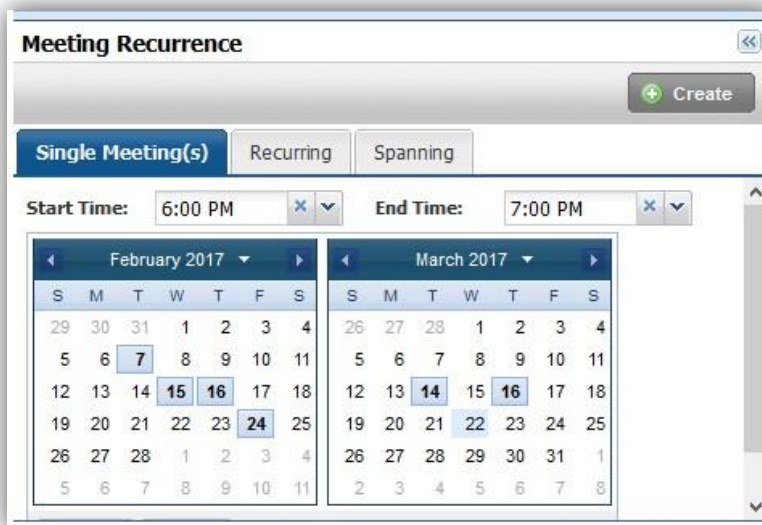 Meeting Recurrence
Create
Single Meeting(s) Recurring Spanning
Start Time: 6:00 PM End Time: 7:00 PM
February 2017
S M T W T F S
29 30 31 1 2 3 4
5 6 7 8 9 10 11
12 13 14 15 16 17 18
19 20 21 22 23 24 25
26 27 28 1 2 3 4
5 6 7 8 9 10 11
March 2017
S M T W T F S
26 27 28 1 2 3 4
5 6 7 8 9 10 11
12 13 14 15 16 17 18
19 20 21 22 23 24 25
26 27 28 29 30 31 1
2 3 4 5 6 7 8